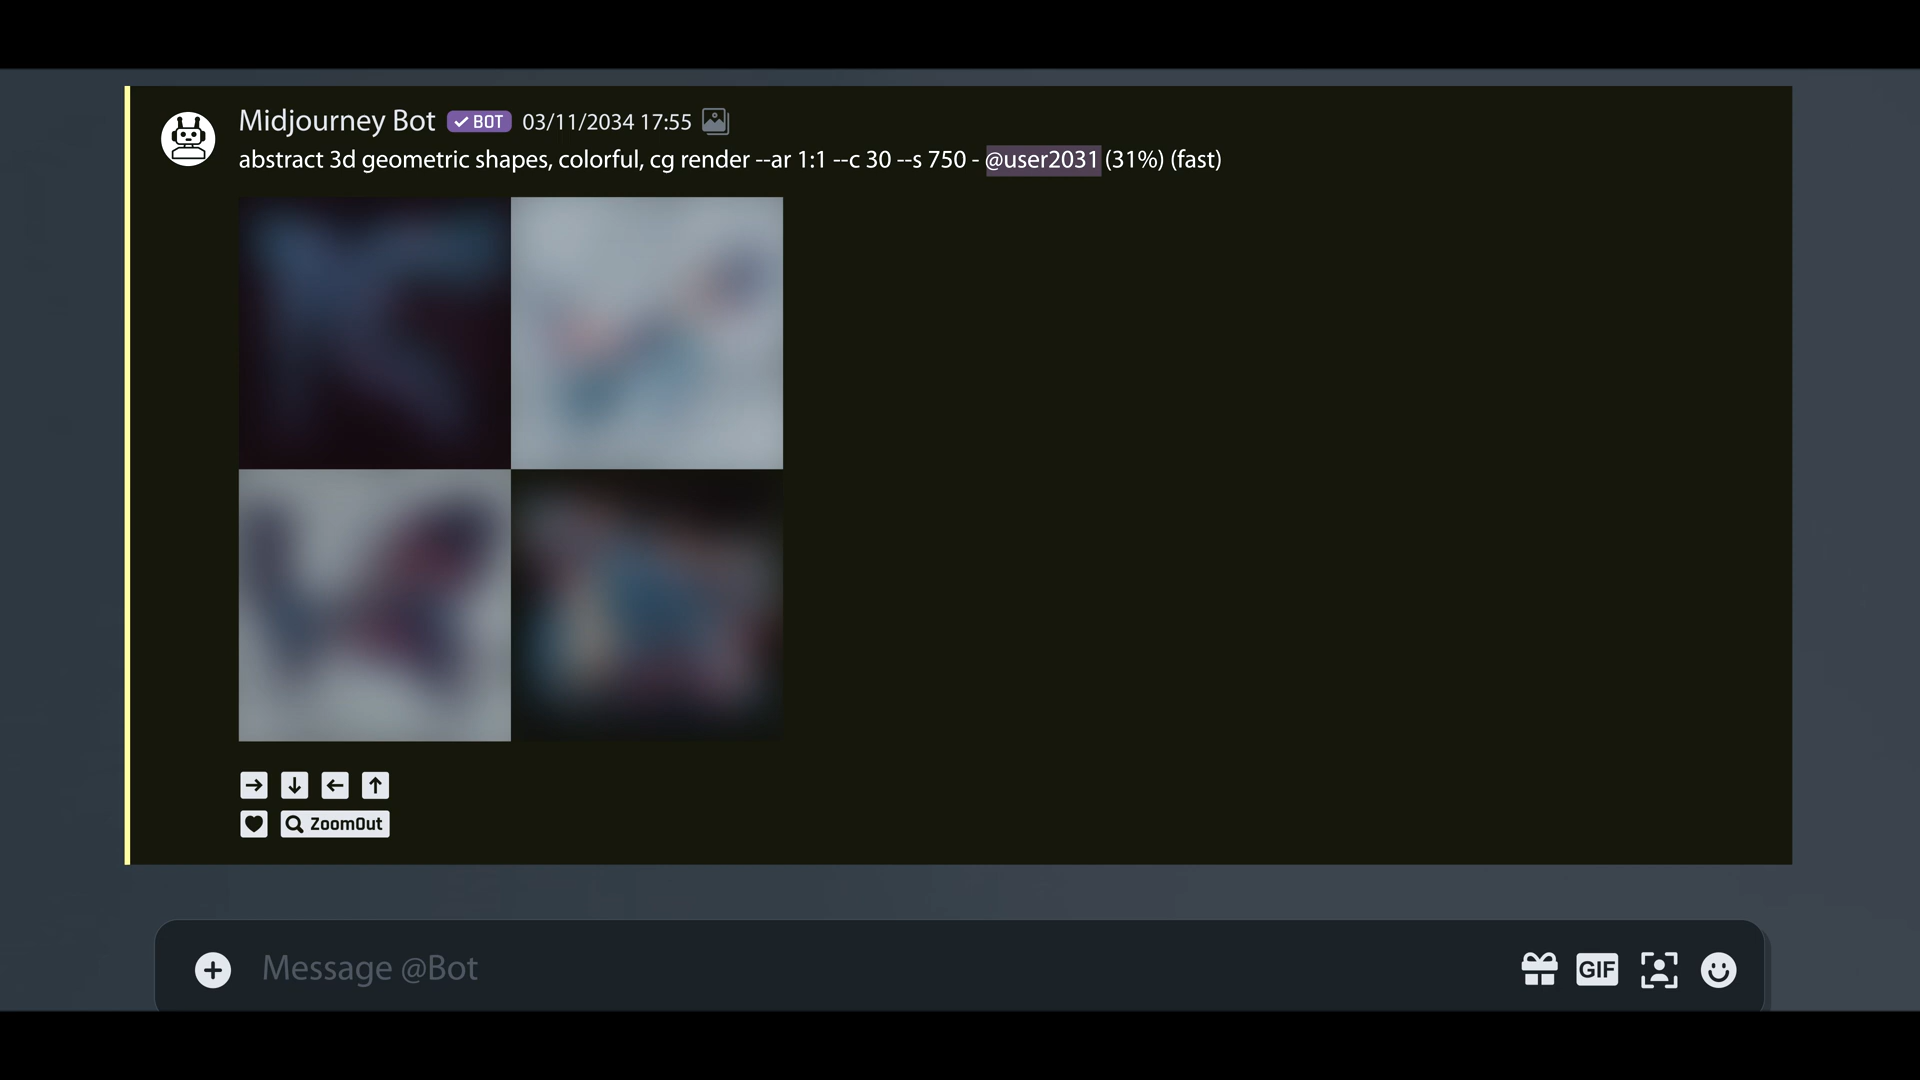 Midjourney Bot BOT 03/11/2034 17:55
abstract 3d geometric shapes, colorful, cg render --ar 1:1 --c 30 --s 750 - @user2031 (31%) (fast)
ZoomOut
Message @Bot
GIF